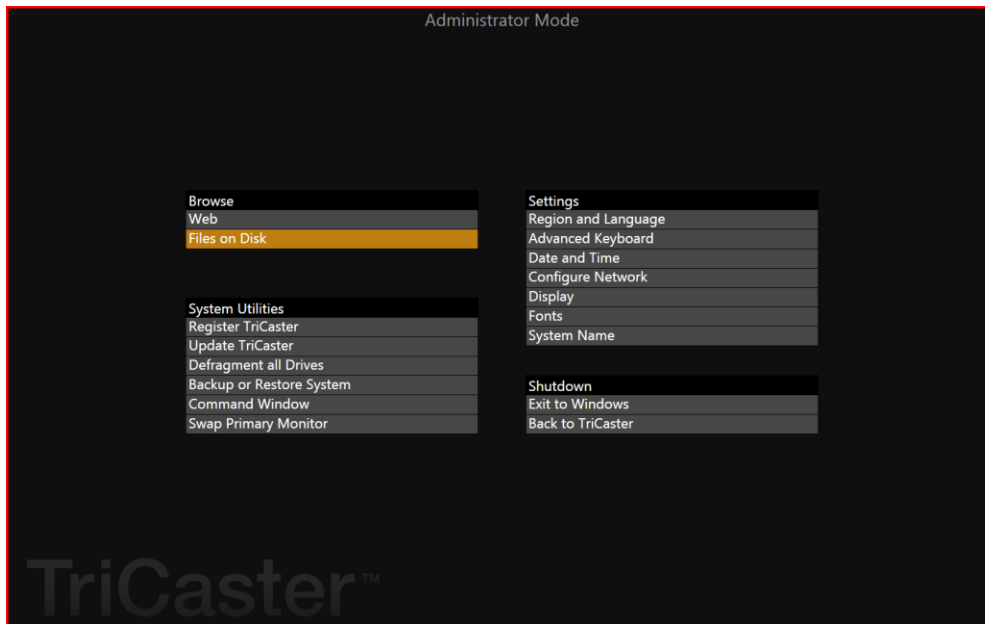 Administrator Mode
Browse
Web
Files on Disk
System Utilities
Register TriCaster
Update TriCaster
Defragment all Drives
Backup or Restore System
Command Window
Swap Primary Monitor
Settings
Region and Language
Advanced Keyboard
Date and Time
Configure Network
Display
Fonts
System Name
Shutdown
Exit to Windows
Back to TriCaster
TriCaster™